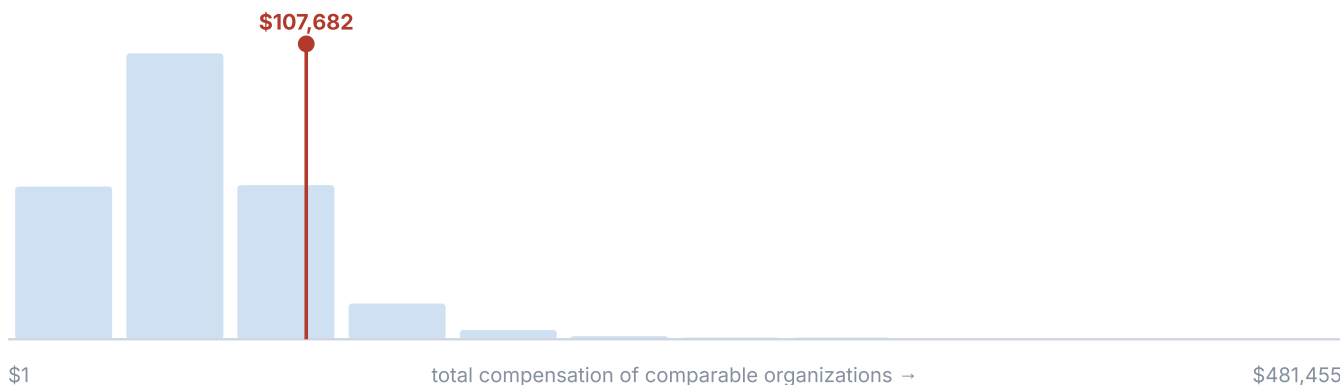 $107,682
$1 total compensation of comparable organizations → $481,455